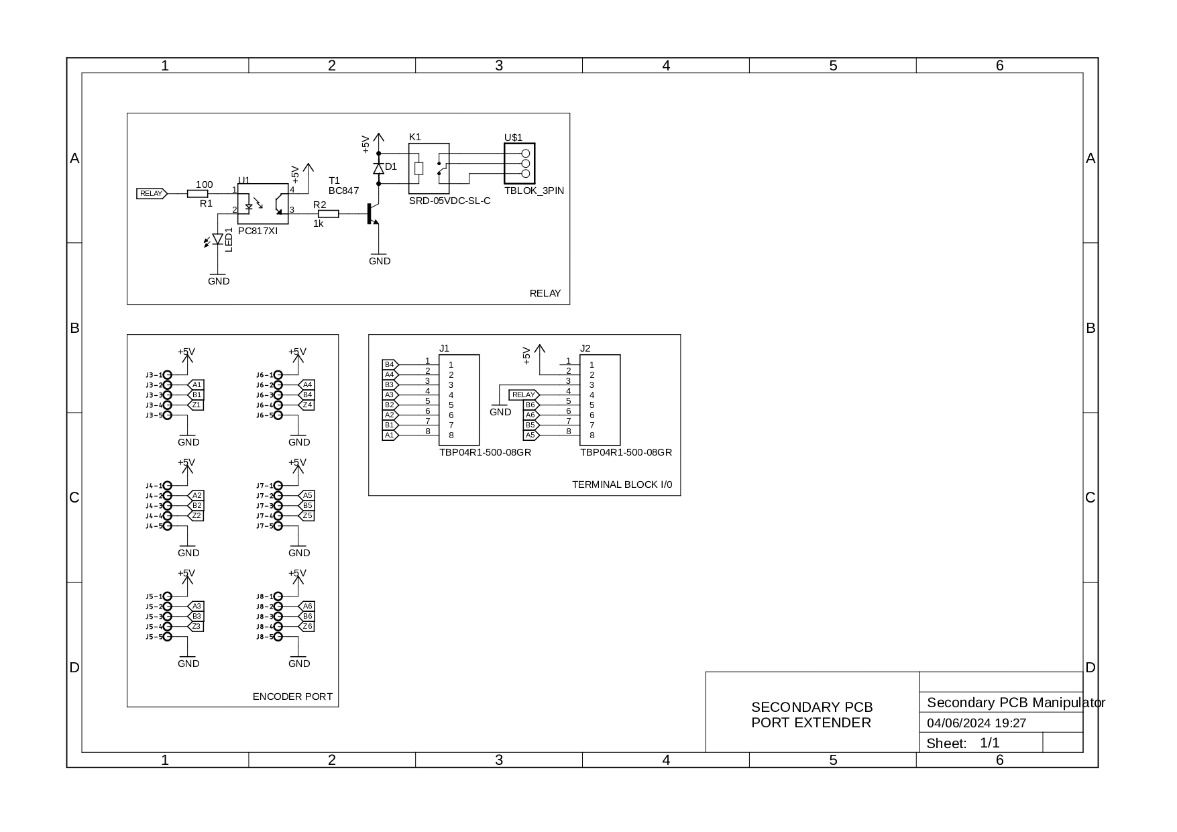 1 2 3 4 5 6
A A
B B
C C
D D
RELAY
100
R1
U1
1
2
4
3
PC817XI
LED1
GND
+5V
R2
1k
T1
BC847
GND
+5V
D1
K1
SRD-05VDC-SL-C
U$1
TBLOK_3PIN
RELAY
+5V
J3-1
J3-2 A1
J3-3 B1
J3-4 Z1
J3-5
GND
+5V
J6-1
J6-2 A4
J6-3 B4
J6-4 Z4
J6-5
GND
+5V
J4-1
J4-2 A2
J4-3 B2
J4-4 Z2
J4-5
GND
+5V
J7-1
J7-2 A5
J7-3 B5
J7-4 Z5
J7-5
GND
+5V
J5-1
J5-2 A3
J5-3 B3
J5-4 Z3
J5-5
GND
+5V
J8-1
J8-2 A6
J8-3 B6
J8-4 Z6
J8-5
GND
ENCODER PORT
J1
B4 1 1
A4 2 2
B3 3 3
A3 4 4
B2 5 5
A2 6 6
B1 7 7
A1 8 8
TBP04R1-500-08GR
+5V
J2
1 1
2 2
3 3
RELAY 4 4
GND
B6 5 5
A6 6 6
B5 7 7
A5 8 8
TBP04R1-500-08GR
TERMINAL BLOCK I/0
SECONDARY PCB
PORT EXTENDER
Secondary PCB Manipulator
04/06/2024 19:27
Sheet: 1/1
1 2 3 4 5 6